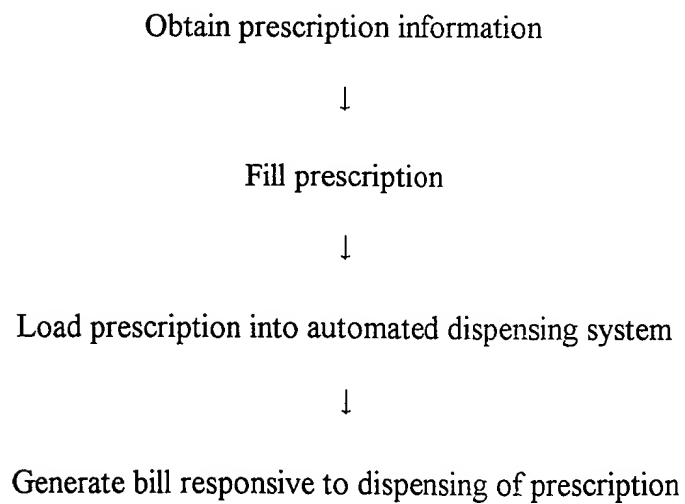 Obtain prescription information
↓
Fill prescription
↓
Load prescription into automated dispensing system
↓
Generate bill responsive to dispensing of prescription